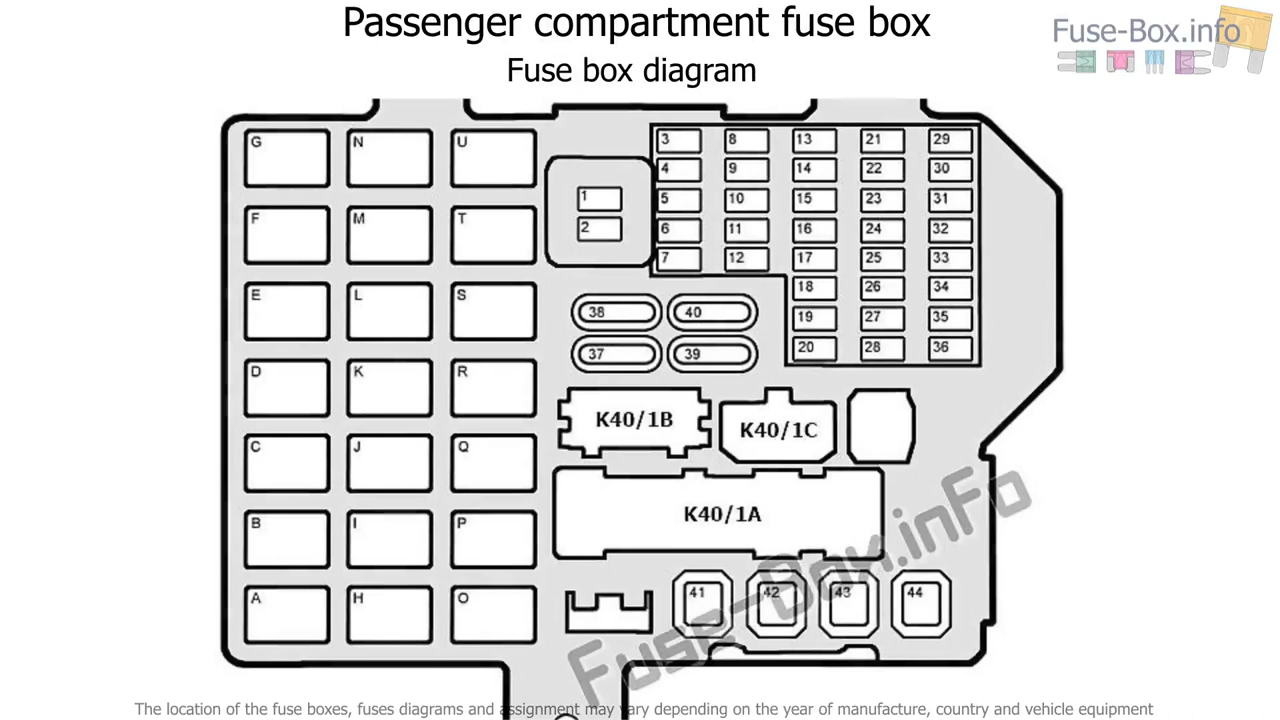 Passenger compartment fuse box
Fuse box diagram
Fuse-Box.info
G N U
F M T
E L S
D K R
C J Q
B I P
A H O
1
2
3 8 13 21 29
4 9 14 22 30
5 10 15 23 31
6 11 16 24 32
7 12 17 25 33
18 26 34
19 27 35
20 28 36
38 40
37 39
K40/1B K40/1C
K40/1A
41 42 43 44
Fuse-Box.inFo
The location of the fuse boxes, fuses diagrams and assignment may vary depending on the year of manufacture, country and vehicle equipment